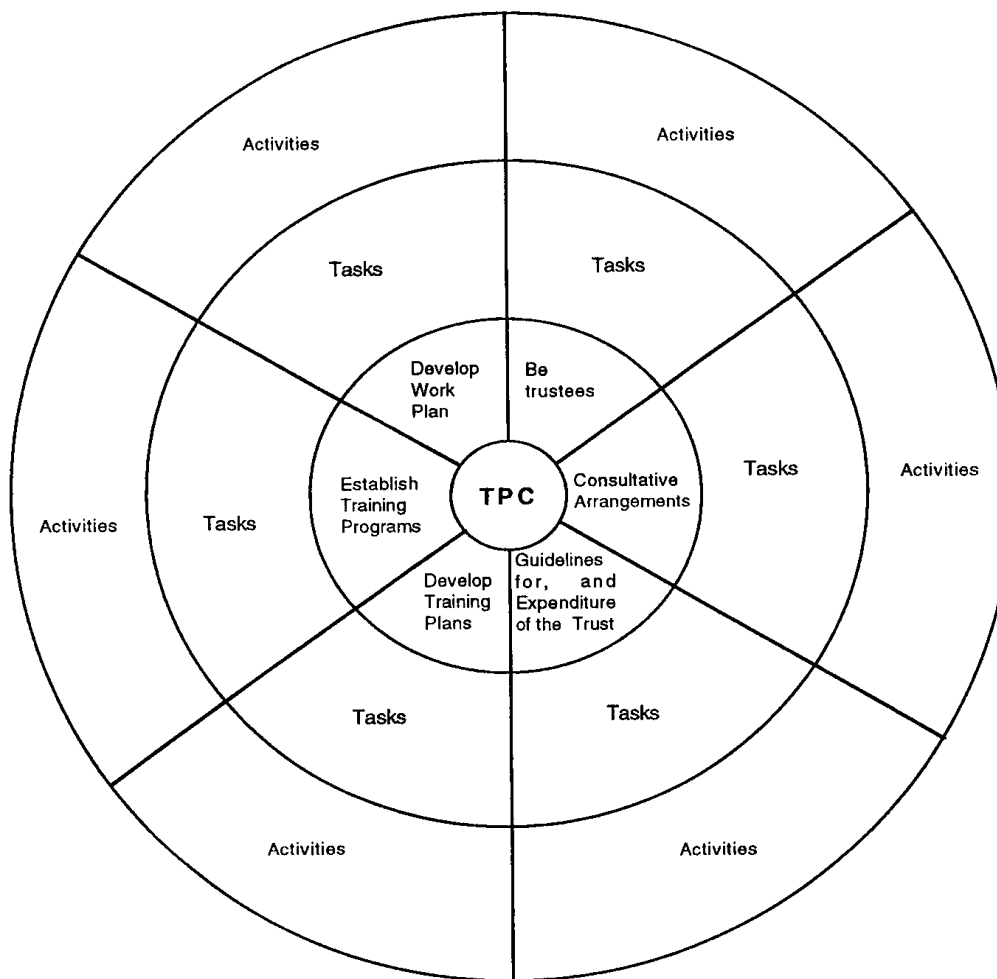 Activities
Activities
Tasks
Tasks
Develop
Work
Plan
Be
trustees
Establish
Training
Programs
TPC
Consultative
Arrangements
Tasks
Activities
Activities
Tasks
Develop
Training
Plans
Guidelines
for, and
Expenditure
of the Trust
Tasks
Tasks
Activities
Activities